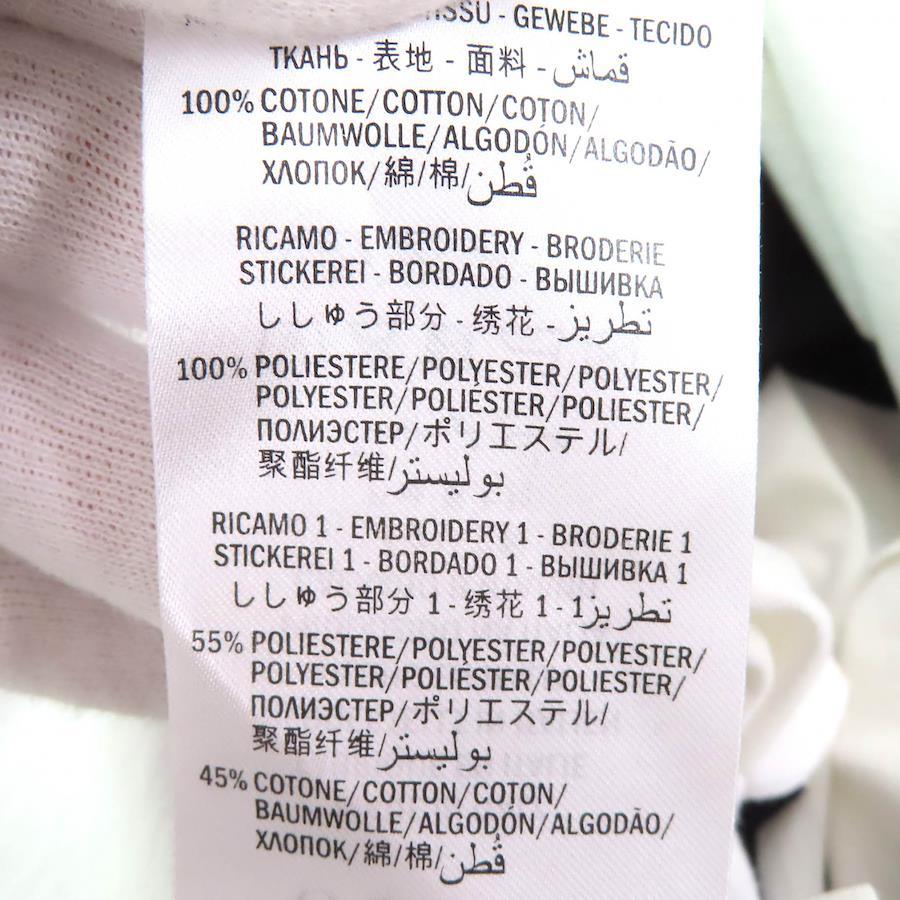 TISSU - GEWEBE - TECIDO
ТКАНЬ - 表地 - 面料 - قماش
100% COTONE/COTTON/COTON/
BAUMWOLLE/ALGODÓN/ALGODÃO/
ХЛОПОК/綿/棉/قُطن
RICAMO - EMBROIDERY - BRODERIE
STICKEREI - BORDADO - ВЫШИВКА
ししゅう部分 - 绣花 - تطريز
100% POLIESTERE/POLYESTER/POLYESTER/
POLYESTER/POLIÉSTER/POLIESTER/
ПОЛИЭСТЕР/ポリエステル/
聚酯纤维/بوليستر
RICAMO 1 - EMBROIDERY 1 - BRODERIE 1
STICKEREI 1 - BORDADO 1 - ВЫШИВКА 1
ししゅう部分 1 - 绣花 1 - تطريز1
55% POLIESTERE/POLYESTER/POLYESTER/
POLYESTER/POLIÉSTER/POLIESTER/
ПОЛИЭСТЕР/ポリエステル/
聚酯纤维/بوليستر
45% COTONE/COTTON/COTON/
BAUMWOLLE/ALGODÓN/ALGODÃO/
ХЛОПОК/綿/棉/قُطن